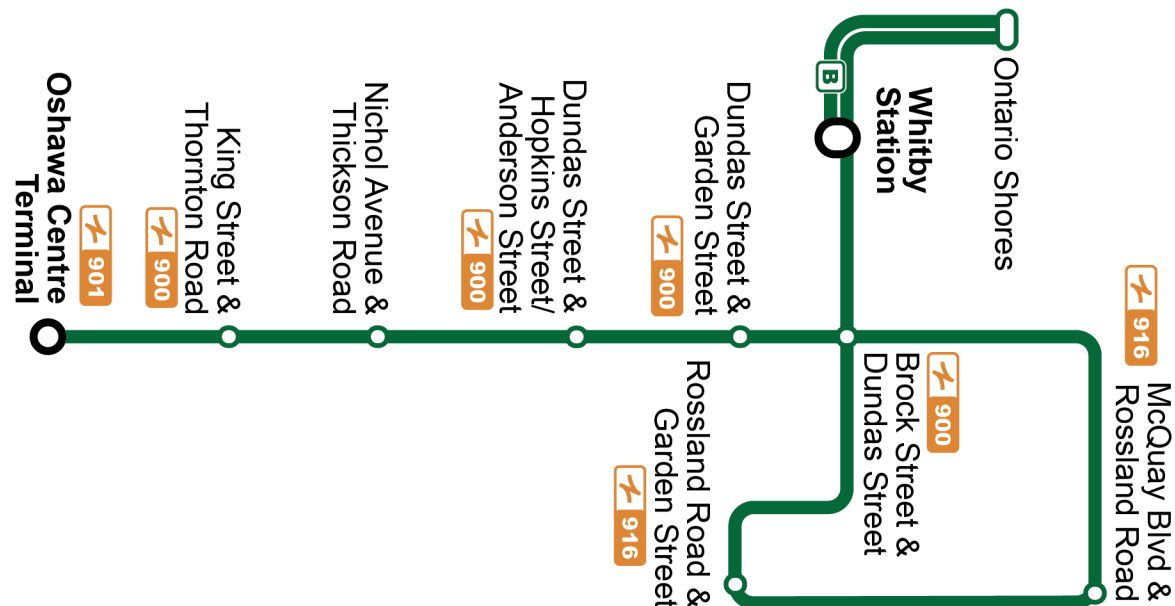 Ontario Shores
B
Whitby
Station
916
McQuay Blvd &
Rossland Road
900
Brock Street &
Dundas Street
Rossland Road &
Garden Street
916
Dundas Street &
Garden Street
900
Dundas Street &
Hopkins Street/
Anderson Street
900
Nichol Avenue &
Thickson Road
King Street &
Thornton Road
900
Oshawa Centre
Terminal
901